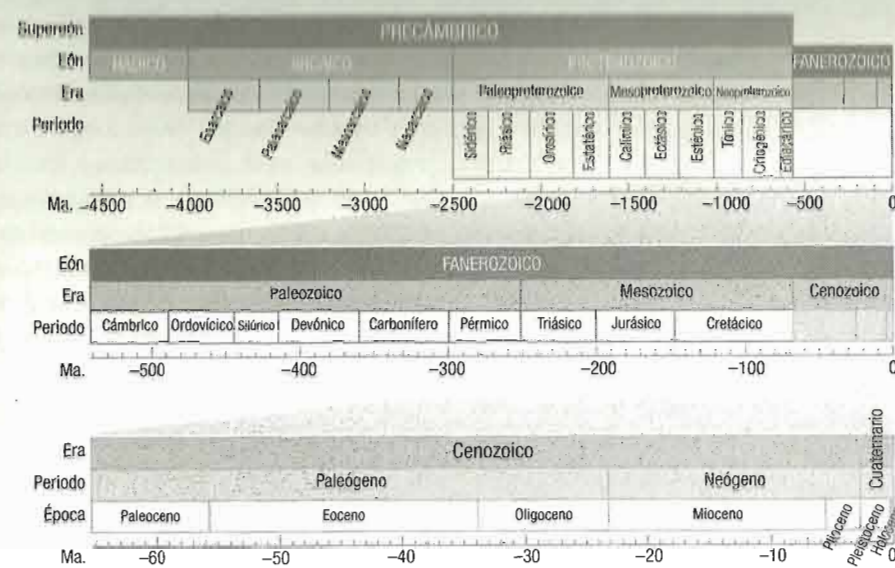 Supereón PRECÁMBRICO
Eón HÁDICO PROTEROZOICO FANEROZOICO
Era Eoarcaico Paleoarcaico Mesoarcaico Neoarcaico Paleoproterozoico Mesoproterozoico Neoproterozoico
Periodo Sidérico Riásico Orosírico Estatérico Calímico Ectásico Esténico Tónico Criogénico Ediacárico
Ma. −4500 −4000 −3500 −3000 −2500 −2000 −1500 −1000 −500 0
Eón FANEROZOICO
Era Paleozoico Mesozoico Cenozoico
Periodo Cámbrico Ordovícico Silúrico Devónico Carbonífero Pérmico Triásico Jurásico Cretácico
Ma. −500 −400 −300 −200 −100 0
Era Cenozoico
Periodo Paleógeno Neógeno Cuaternario
Época Paleoceno Eoceno Oligoceno Mioceno Plioceno Pleistoceno
Ma. −60 −50 −40 −30 −20 −10 0